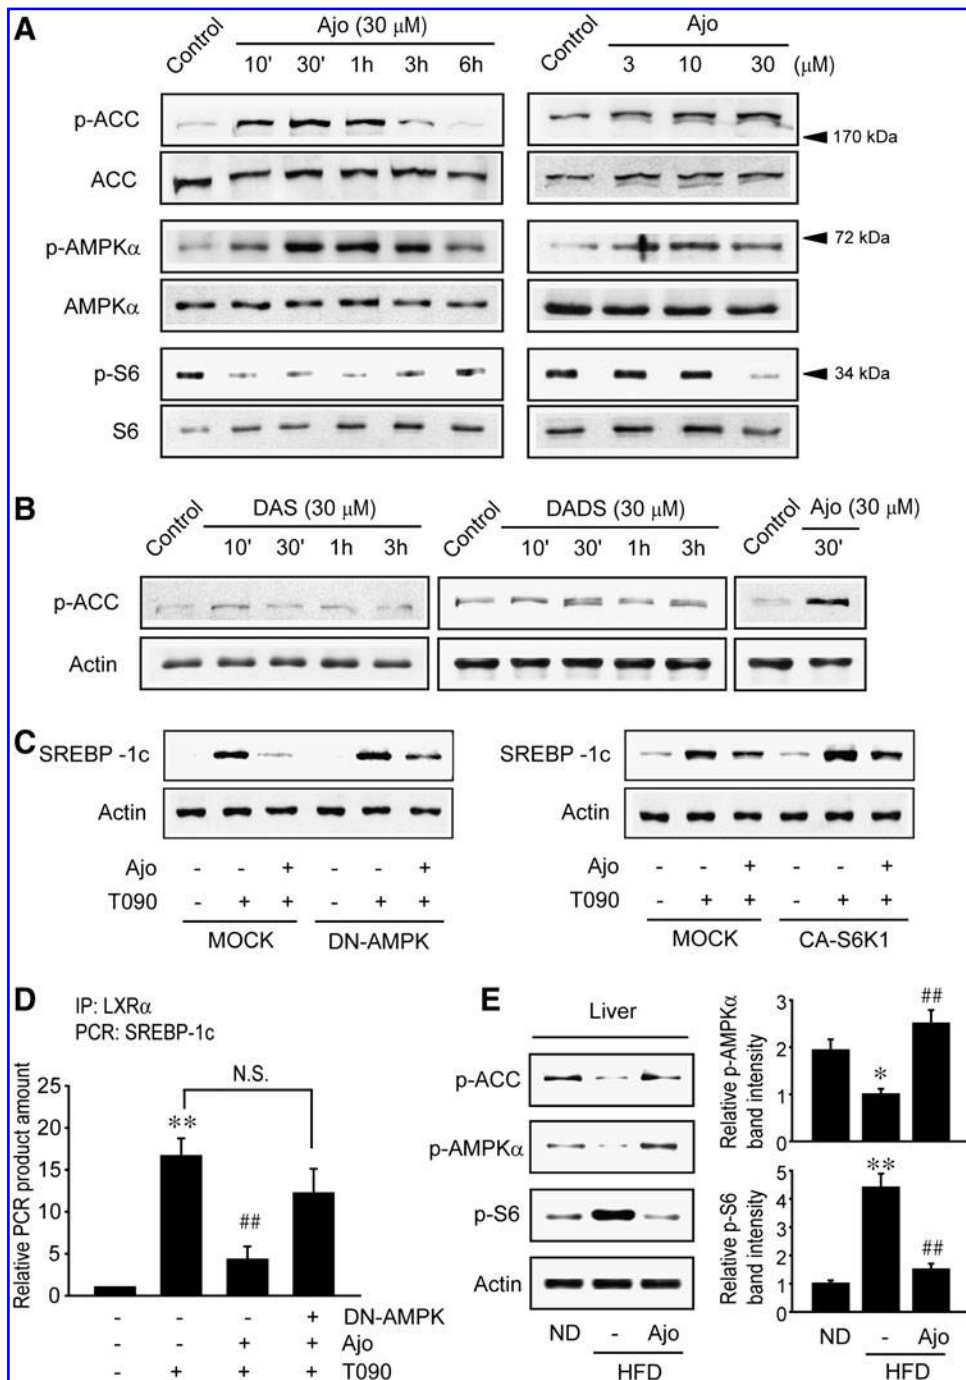 A
Control
Ajo (30 μM)
10' 30' 1h 3h 6h
Control
Ajo
3 10 30 (μM)
p-ACC
170 kDa
ACC
p-AMPKα
72 kDa
AMPKα
p-S6
34 kDa
S6
B
Control
DAS (30 μM)
10' 30' 1h 3h
Control
DADS (30 μM)
10' 30' 1h 3h
Control
Ajo (30 μM)
30'
p-ACC
Actin
C
SREBP -1c
Actin
Ajo - - + - - +
T090 - + + - + +
MOCK DN-AMPK
SREBP -1c
Actin
Ajo - - + - - +
T090 - + + - + +
MOCK CA-S6K1
D
IP: LXRα
PCR: SREBP-1c
Relative PCR product amount
25
20
15
10
5
0
N.S.
**
##
- - - + DN-AMPK
- - + + Ajo
- + + + T090
E
Liver
p-ACC
p-AMPKα
p-S6
Actin
ND - Ajo
HFD
Relative p-AMPKα
band intensity
3
2
1
0
*
##
Relative p-S6
band intensity
5
4
3
2
1
0
**
##
ND - Ajo
HFD